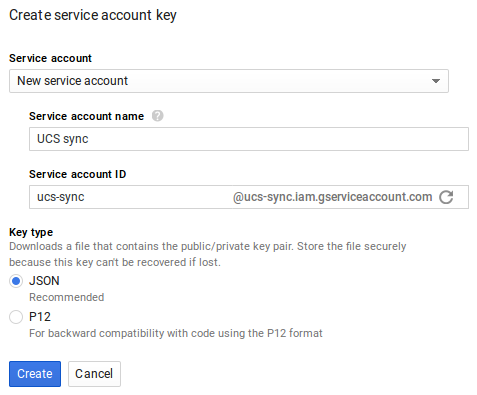 Create service account key
Service account
New service account
Service account name ?
UCS sync
Service account ID
ucs-sync @ucs-sync.iam.gserviceaccount.com
Key type
Downloads a file that contains the public/private key pair. Store the file securely
because this key can't be recovered if lost.
JSON
Recommended
P12
For backward compatibility with code using the P12 format
Create Cancel